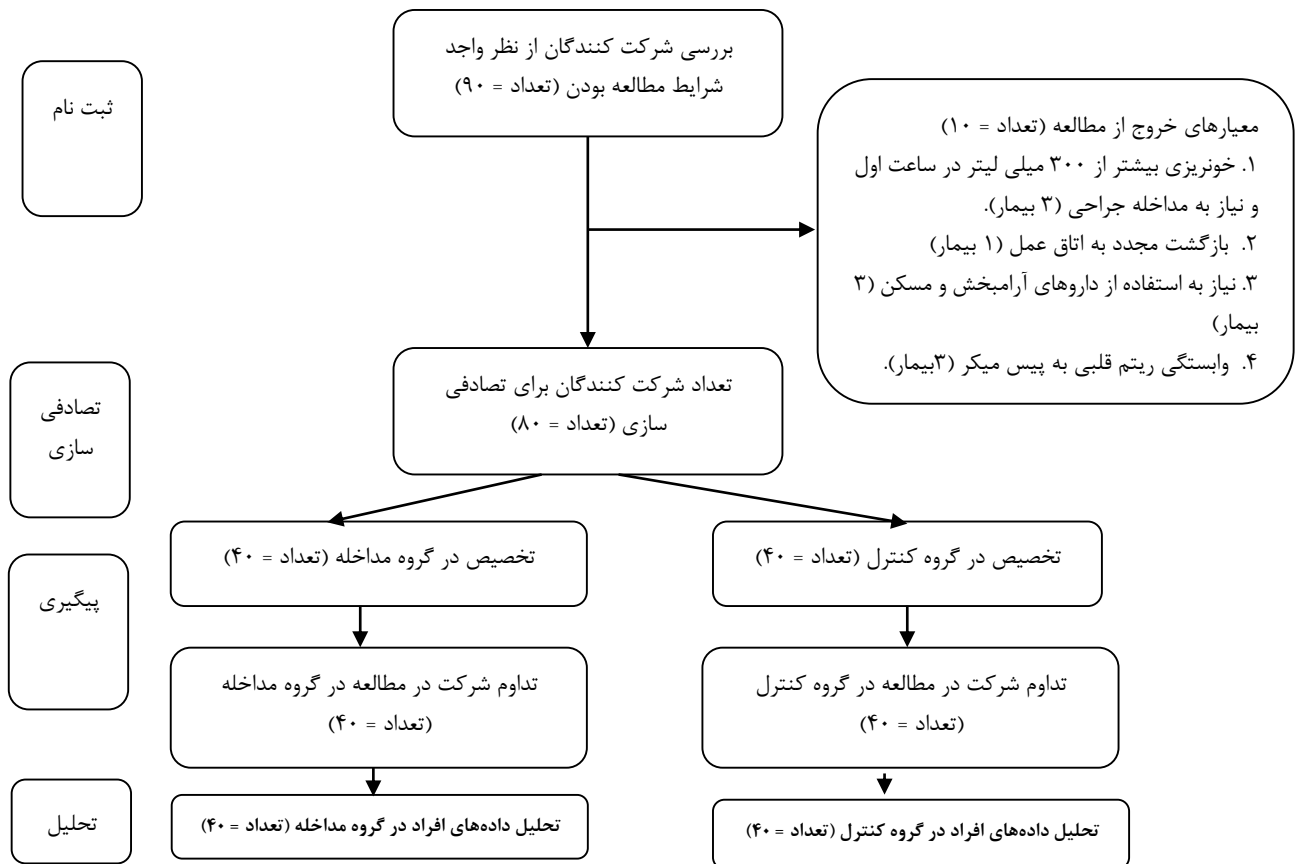 بررسی شرکت کنندگان از نظر واجد
شرایط مطالعه بودن (تعداد = ۹۰)
ثبت نام
معیارهای خروج از مطالعه (تعداد = ۱۰)
۱. خونریزی بیشتر از ۳۰۰ میلی لیتر در ساعت اول
و نیاز به مداخله جراحی (۳ بیمار).
۲. بازگشت مجدد به اتاق عمل (۱ بیمار)
۳. نیاز به استفاده از داروهای آرامبخش و مسکن (۳
بیمار)
۴. وابستگی ریتم قلبی به پیس میکر (۳بیمار).
تعداد شرکت کنندگان برای تصادفی
سازی (تعداد = ۸۰)
تصادفی
سازی
تخصیص در گروه کنترل (تعداد = ۴۰)
تخصیص در گروه مداخله (تعداد = ۴۰)
پیگیری
تداوم شرکت در مطالعه در گروه کنترل
(تعداد = ۴۰)
تداوم شرکت در مطالعه در گروه مداخله
(تعداد = ۴۰)
تحلیل داده‌های افراد در گروه کنترل (تعداد = ۴۰)
تحلیل داده‌های افراد در گروه مداخله (تعداد = ۴۰)
تحلیل